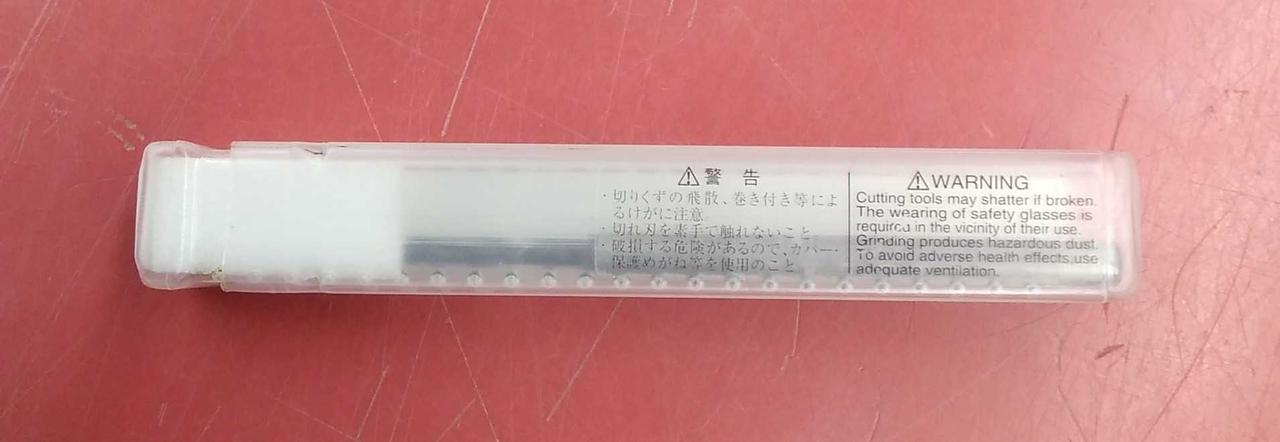 ⚠警 告
・切りくずの飛散、巻き付き等によ
るけがに注意
・切れ刃を素手で触れないこと
・破損する危険があるので、カバー・
保護めがね等を使用のこと
⚠WARNING
Cutting tools may shatter if broken.
The wearing of safety glasses is
required in the vicinity of their use.
Grinding produces hazardous dust.
To avoid adverse health effects,use
adequate ventilation.